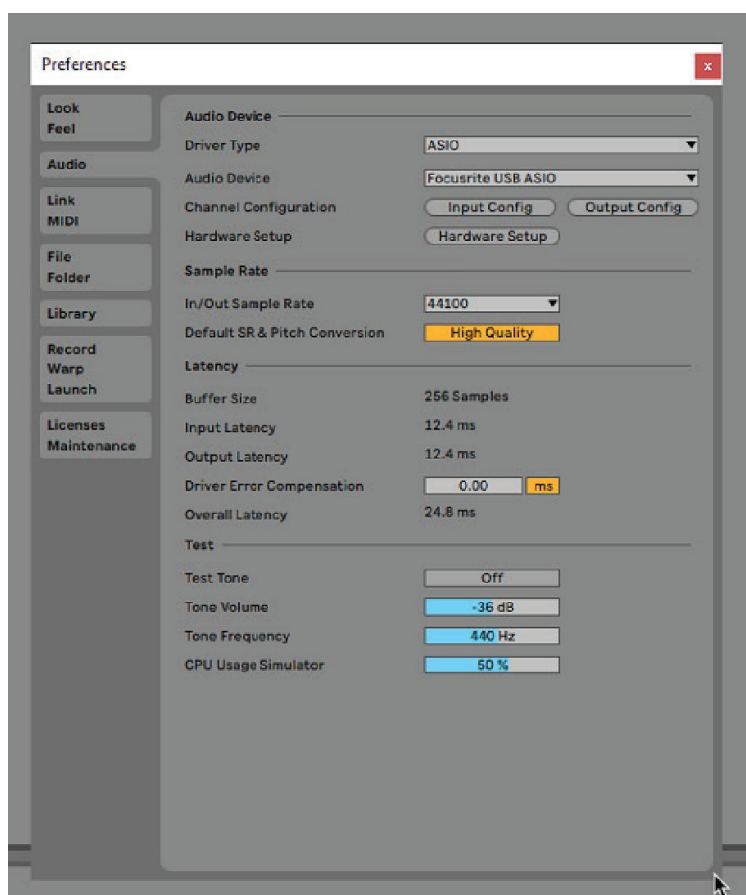 Preferences
x
Look
Feel
Audio
Link
MIDI
File
Folder
Library
Record
Warp
Launch
Licenses
Maintenance
Audio Device
Driver Type ASIO
Audio Device Focusrite USB ASIO
Channel Configuration Input Config Output Config
Hardware Setup Hardware Setup
Sample Rate
In/Out Sample Rate 44100
Default SR & Pitch Conversion High Quality
Latency
Buffer Size 256 Samples
Input Latency 12.4 ms
Output Latency 12.4 ms
Driver Error Compensation 0.00 ms
Overall Latency 24.8 ms
Test
Test Tone Off
Tone Volume -36 dB
Tone Frequency 440 Hz
CPU Usage Simulator 50 %